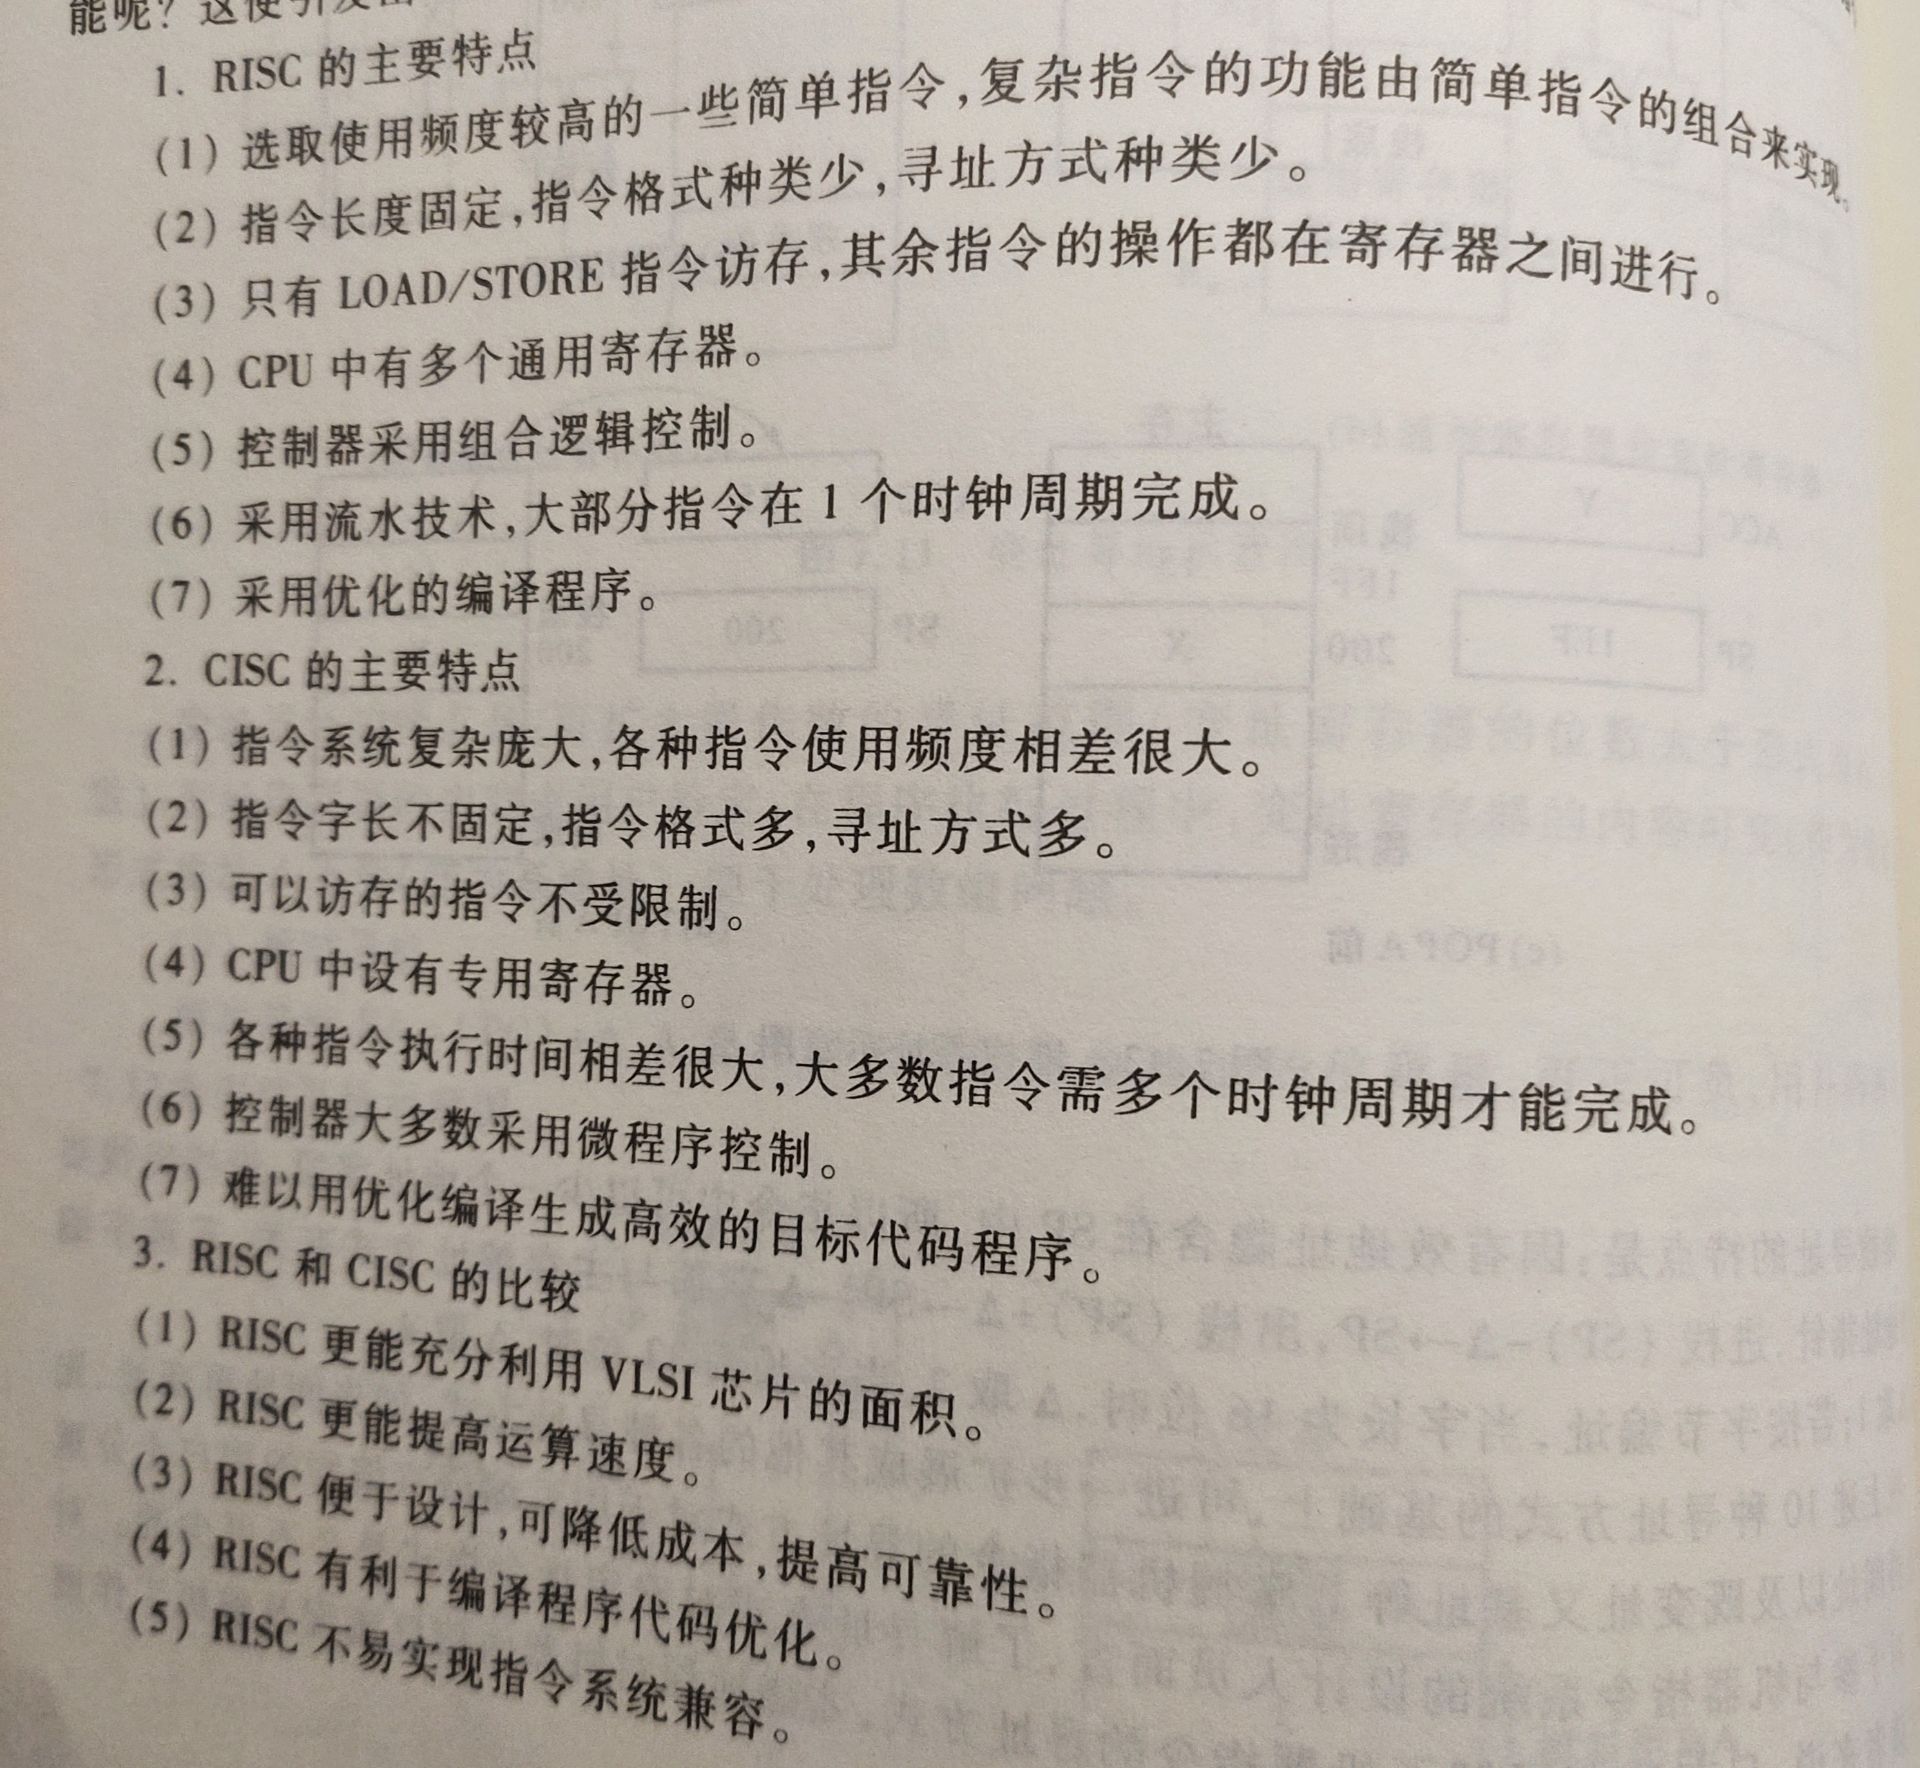 能呢？这便引发出
1. RISC 的主要特点
(1) 选取使用频度较高的一些简单指令,复杂指令的功能由简单指令的组合来实现。
(2) 指令长度固定,指令格式种类少,寻址方式种类少。
(3) 只有 LOAD/STORE 指令访存,其余指令的操作都在寄存器之间进行。
(4) CPU 中有多个通用寄存器。
(5) 控制器采用组合逻辑控制。
(6) 采用流水技术,大部分指令在 1 个时钟周期完成。
(7) 采用优化的编译程序。
2. CISC 的主要特点
(1) 指令系统复杂庞大,各种指令使用频度相差很大。
(2) 指令字长不固定,指令格式多,寻址方式多。
(3) 可以访存的指令不受限制。
(4) CPU 中设有专用寄存器。
(5) 各种指令执行时间相差很大,大多数指令需多个时钟周期才能完成。
(6) 控制器大多数采用微程序控制。
(7) 难以用优化编译生成高效的目标代码程序。
3. RISC 和 CISC 的比较
(1) RISC 更能充分利用 VLSI 芯片的面积。
(2) RISC 更能提高运算速度。
(3) RISC 便于设计,可降低成本,提高可靠性。
(4) RISC 有利于编译程序代码优化。
(5) RISC 不易实现指令系统兼容。